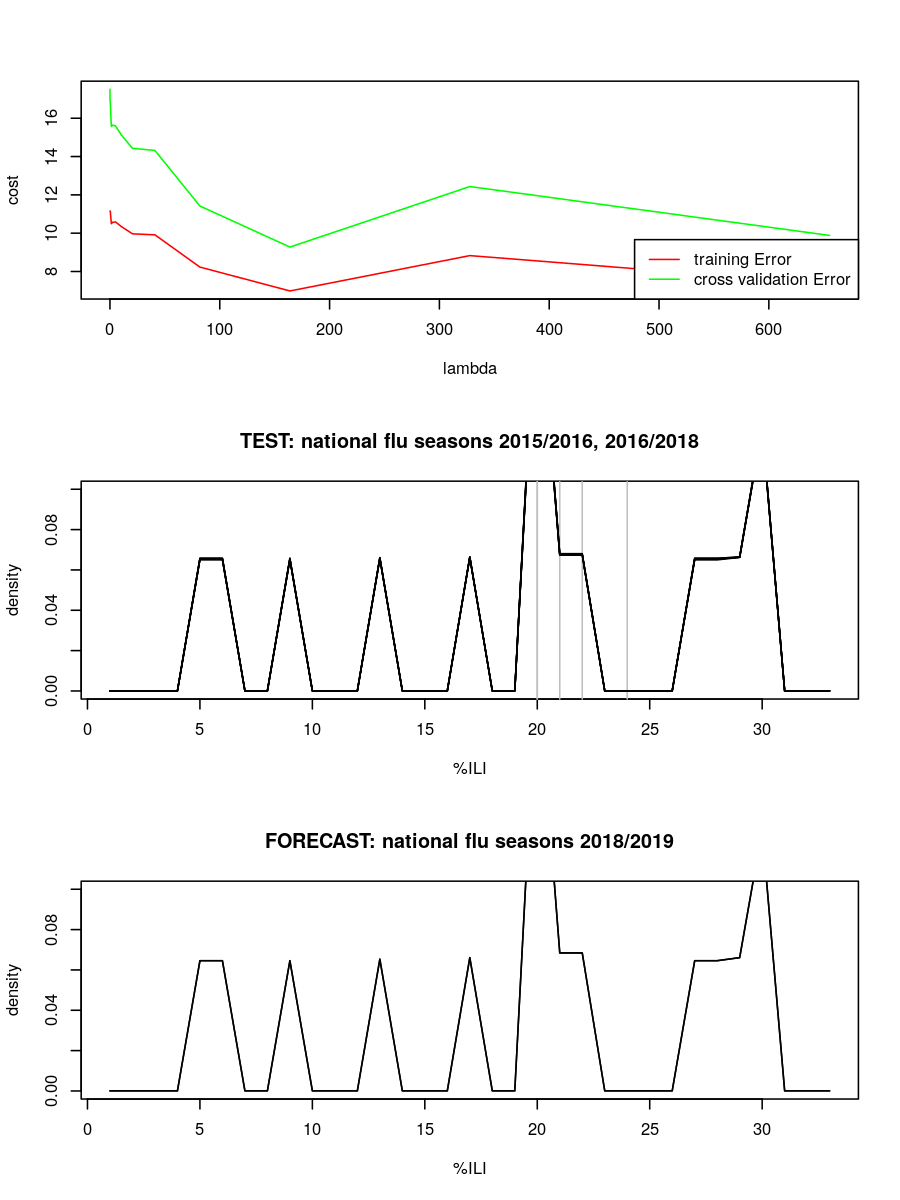 16
14
12
10
8
cost
training Error
cross validation Error
0 100 200 300 400 500 600
lambda
TEST: national flu seasons 2015/2016, 2016/2018
0.08
0.04
0.00
density
0 5 10 15 20 25 30
%ILI
FORECAST: national flu seasons 2018/2019
0.08
0.04
0.00
density
0 5 10 15 20 25 30
%ILI